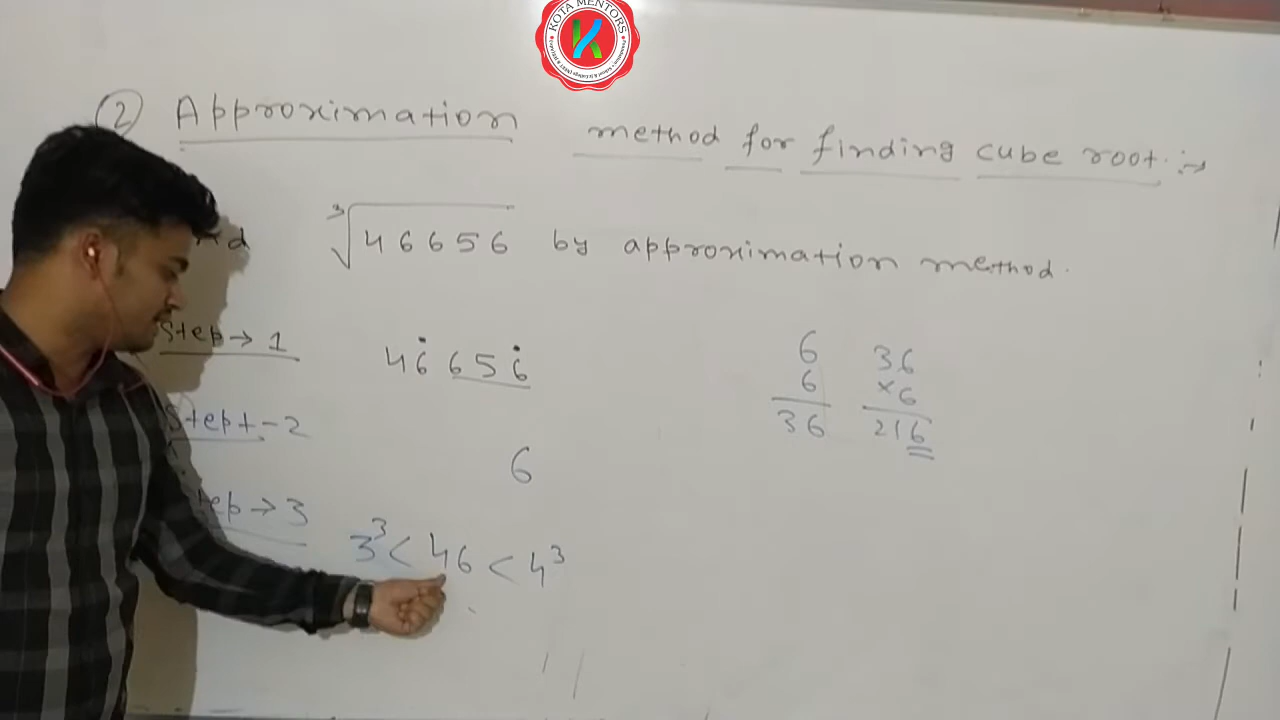 KOTA MENTORS
② Approximation method for finding cube root :→
∛46656 by approximation method.
Step → 1 46656
Step - 2 6
Step → 3 3³ < 46 < 4³
6
6
36
36
×6
216